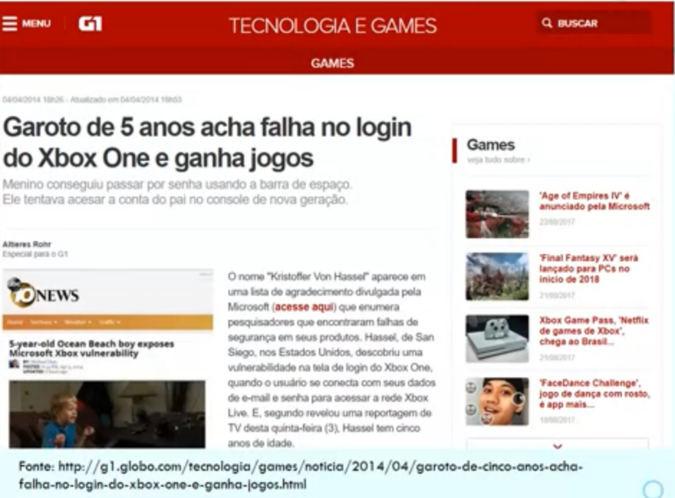 MENU
G1
TECNOLOGIA E GAMES
BUSCAR
GAMES
04/04/2014 16h26 - Atualizado em 04/04/2014
Garoto de 5 anos acha falha no login
do Xbox One e ganha jogos
Menino conseguiu passar por senha usando a barra de espaço.
Ele tentava acesar a conta do pai no console de nova geração.
Altieres Rohr
Especial para o G1
10 NEWS
5-year-old Ocean Beach boy exposes
Microsoft Xbox vulnerability
O nome "Kristoffer Von Hassel" aparece em
uma lista de agradecimento divulgada pela
Microsoft (acesse aqui) que enumera
pesquisadores que encontraram falhas de
segurança em seus produtos. Hassel, de San
Siego, nos Estados Unidos, descobriu uma
vulnerabilidade na tela de login do Xbox One,
quando o usuário se conecta com seus dados
de e-mail e senha para acessar a rede Xbox
Live. E, segundo revelou uma reportagem de
TV desta quinta-feira (3), Hassel tem cinco
anos de idade.
Games
veja tudo sobre ›
'Age of Empires IV' é
anunciado pela Microsoft
22/08/2017
'Final Fantasy XV' será
lançado para PCs no
início de 2018
21/08/2017
Xbox Game Pass, 'Netflix
de games de Xbox',
chega ao Brasil...
21/08/2017
'FaceDance Challenge',
jogo de dança com rosto,
é app mais...
Fonte: http://g1.globo.com/tecnologia/games/noticia/2014/04/garoto-de-cinco-anos-acha-
falha-no-login-do-xbox-one-e-ganha-jogos.html